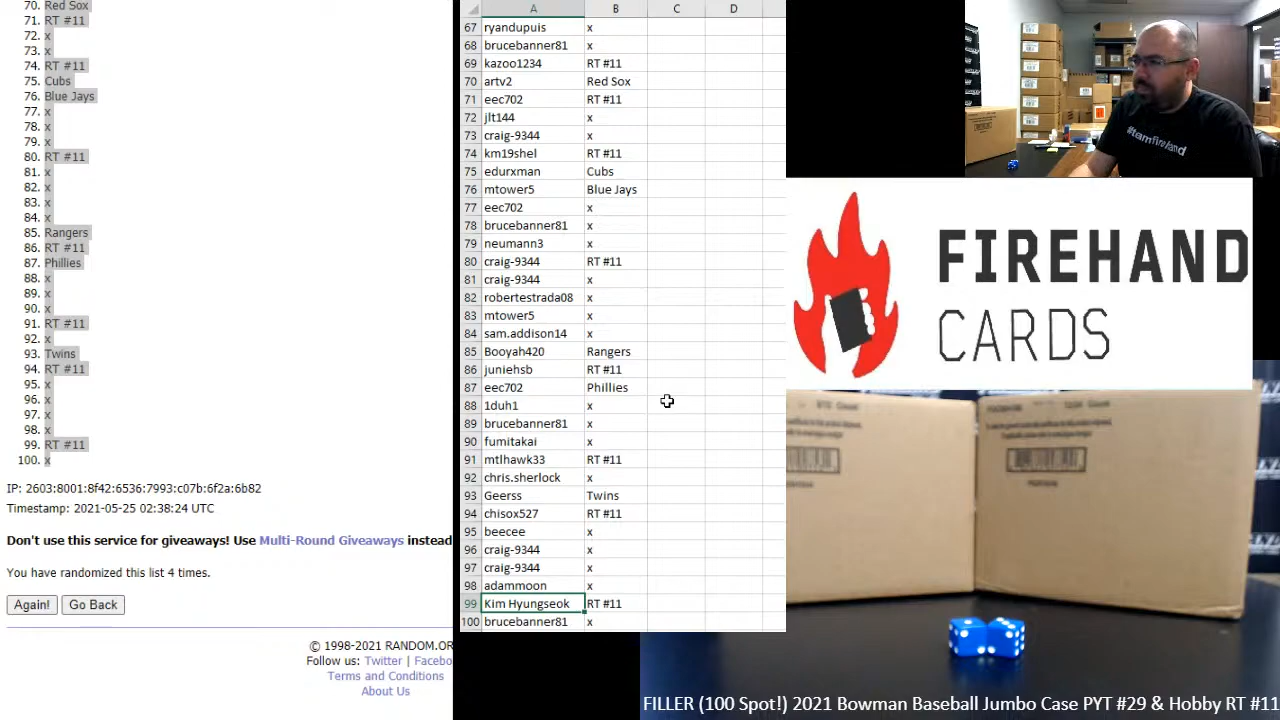 70. Red Sox
71. RT #11
72. x
73. x
74. RT #11
75. Cubs
76. Blue Jays
77. x
78. x
79. x
80. RT #11
81. x
82. x
83. x
84. x
85. Rangers
86. RT #11
87. Phillies
88. x
89. x
90. x
91. RT #11
92. x
93. Twins
94. RT #11
95. x
96. x
97. x
98. x
99. RT #11
100. x
IP: 2603:8001:8f42:6536:7993:c07b:6f2a:6b82
Timestamp: 2021-05-25 02:38:24 UTC
Don't use this service for giveaways! Use Multi-Round Giveaways instead
You have randomized this list 4 times.
Again! Go Back
© 1998-2021 RANDOM.OR
Follow us: Twitter | Facebo
Terms and Conditions
About Us
A B C D
67 ryandupuis x
68 brucebanner81 x
69 kazoo1234 RT #11
70 artv2 Red Sox
71 eec702 RT #11
72 jlt144 x
73 craig-9344 x
74 km19shel RT #11
75 edurxman Cubs
76 mtower5 Blue Jays
77 eec702 x
78 brucebanner81 x
79 neumann3 x
80 craig-9344 RT #11
81 craig-9344 x
82 robertestrada08 x
83 mtower5 x
84 sam.addison14 x
85 Booyah420 Rangers
86 juniehsb RT #11
87 eec702 Phillies
88 1duh1 x
89 brucebanner81 x
90 fumitakai x
91 mtlhawk33 RT #11
92 chris.sherlock x
93 Geerss Twins
94 chisox527 RT #11
95 beecee x
96 craig-9344 x
97 craig-9344 x
98 adammoon x
99 Kim Hyungseok RT #11
100 brucebanner81 x
#teamfirehand
FIREHAND
CARDS
FILLER (100 Spot!) 2021 Bowman Baseball Jumbo Case PYT #29 & Hobby RT #11